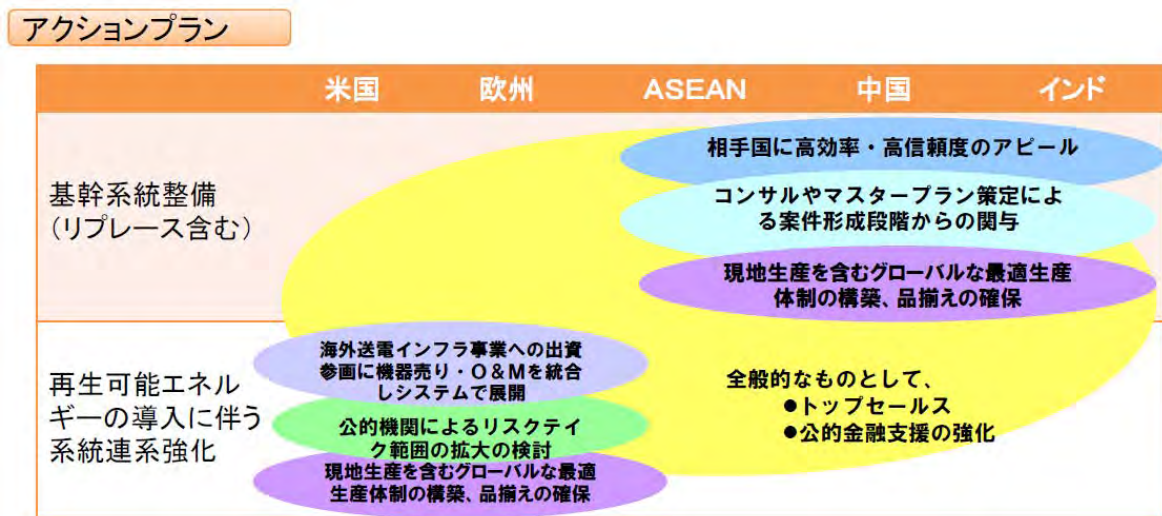 アクションプラン
米国 欧州 ASEAN 中国 インド
基幹系統整備
(リプレース含む)
相手国に高効率・高信頼度のアピール
コンサルやマスタープラン策定によ
る案件形成段階からの関与
現地生産を含むグローバルな最適生産
体制の構築、品揃えの確保
再生可能エネル
ギーの導入に伴う
系統連系強化
海外送電インフラ事業への出資
参画に機器売り・O&Mを統合
しシステムで展開
公的機関によるリスクテイ
ク範囲の拡大の検討
現地生産を含むグローバルな最適
生産体制の構築、品揃えの確保
全般的なものとして、
●トップセールス
●公的金融支援の強化